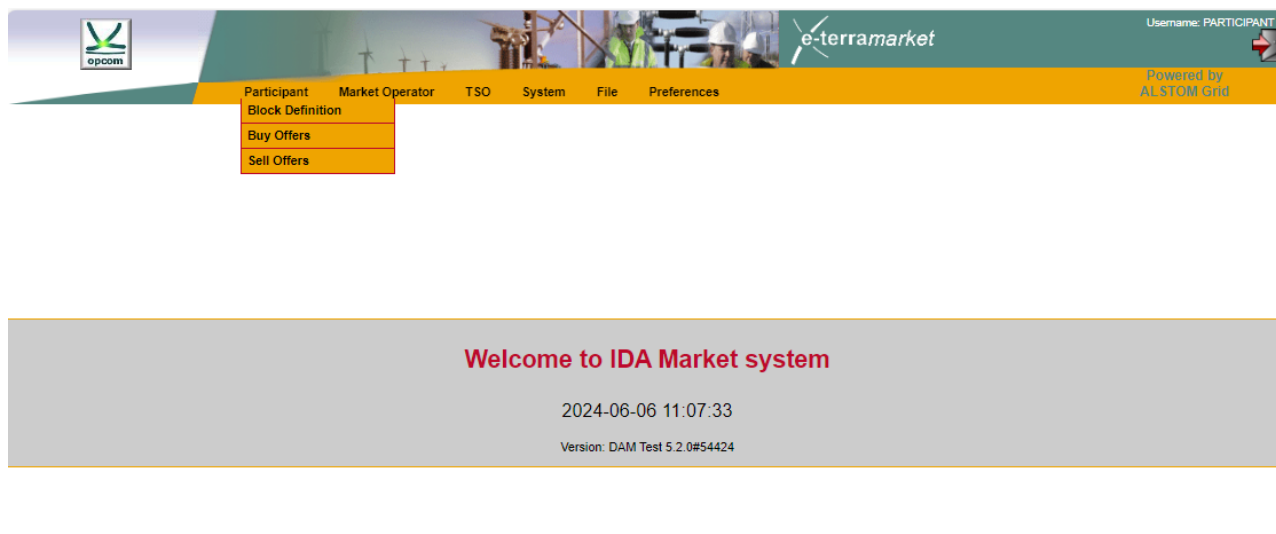 opcom
e-terramarket
Username: PARTICIPANT
Powered by
ALSTOM Grid
Participant Market Operator TSO System File Preferences
Block Definition
Buy Offers
Sell Offers
Welcome to IDA Market system
2024-06-06 11:07:33
Version: DAM Test 5.2.0#54424